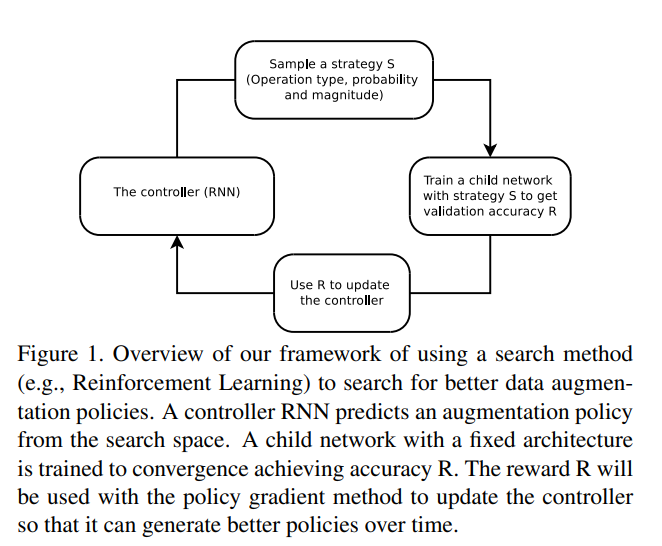 Sample a strategy S
(Operation type, probability
and magnitude)
The controller (RNN)
Train a child network
with strategy S to get
validation accuracy R
Use R to update
the controller
Figure 1. Overview of our framework of using a search method
(e.g., Reinforcement Learning) to search for better data augmen-
tation policies. A controller RNN predicts an augmentation policy
from the search space. A child network with a fixed architecture
is trained to convergence achieving accuracy R. The reward R will
be used with the policy gradient method to update the controller
so that it can generate better policies over time.